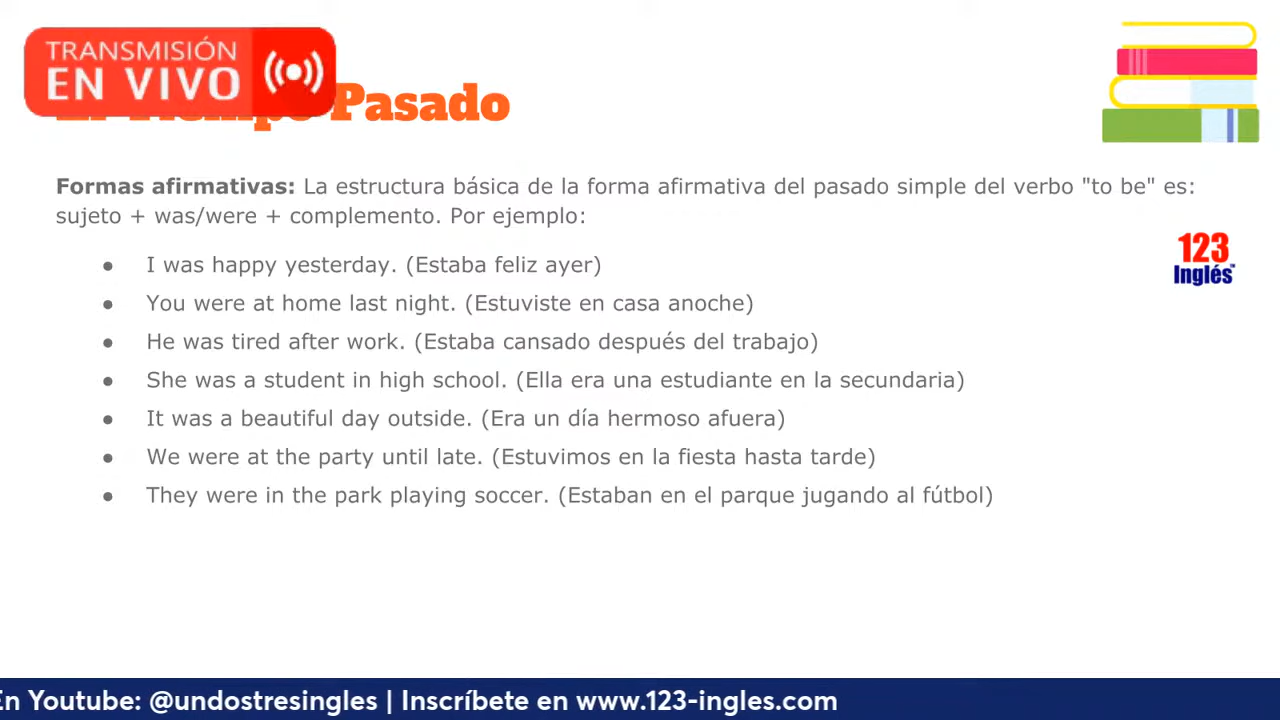 TRANSMISIÓN
EN VIVO
Pasado
Formas afirmativas: La estructura básica de la forma afirmativa del pasado simple del verbo "to be" es:
sujeto + was/were + complemento. Por ejemplo:
123
Inglés™
● I was happy yesterday. (Estaba feliz ayer)
● You were at home last night. (Estuviste en casa anoche)
● He was tired after work. (Estaba cansado después del trabajo)
● She was a student in high school. (Ella era una estudiante en la secundaria)
● It was a beautiful day outside. (Era un día hermoso afuera)
● We were at the party until late. (Estuvimos en la fiesta hasta tarde)
● They were in the park playing soccer. (Estaban en el parque jugando al fútbol)
En Youtube: @undostresingles | Inscríbete en www.123-ingles.com